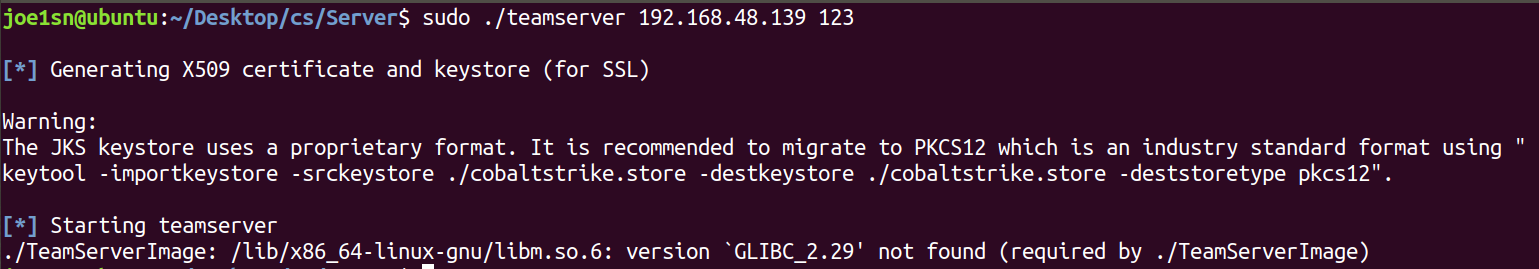 joe1sn@ubuntu:~/Desktop/cs/Server$ sudo ./teamserver 192.168.48.139 123
[*] Generating X509 certificate and keystore (for SSL)
Warning:
The JKS keystore uses a proprietary format. It is recommended to migrate to PKCS12 which is an industry standard format using "
keytool -importkeystore -srckeystore ./cobaltstrike.store -destkeystore ./cobaltstrike.store -deststoretype pkcs12".
[*] Starting teamserver
./TeamServerImage: /lib/x86_64-linux-gnu/libm.so.6: version `GLIBC_2.29' not found (required by ./TeamServerImage)